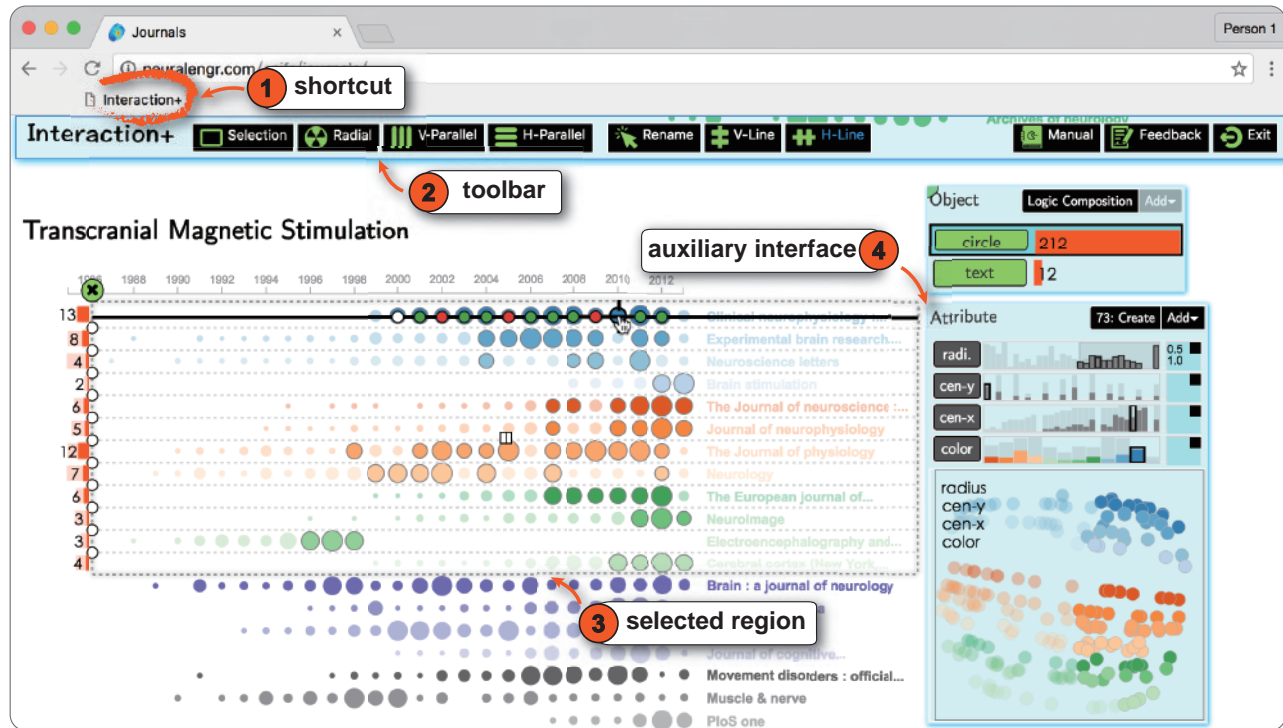 Journals
Person 1
neuralengr.com/
Interaction+
1 shortcut
Archives of neurology
Interaction+
Selection
Radial
V-Parallel
H-Parallel
Rename
V-Line
H-Line
Manual
Feedback
Exit
2 toolbar
Transcranial Magnetic Stimulation
auxiliary interface 4
Object
Logic Composition
Add
circle 212
text 12
1988 1990 1992 1994 1996 1998 2000 2002 2004 2006 2008 2010 2012
13 Clinical neurophysiology ...
8 Experimental brain research....
4 Neuroscience letters
2 Brain stimulation
6 The Journal of neuroscience :...
5 Journal of neurophysiology
12 The Journal of physiology
7 Neurology
6 The European journal of...
3 NeuroImage
3 Electroencephalography and...
4 Cerebral cortex (New York...
Brain : a journal of neurology
3 selected region
Journal of cognitive...
Movement disorders : official...
Muscle & nerve
PloS one
Attribute
73: Create
Add
radi.
0.5
1.0
cen-y
cen-x
color
radius
cen-y
cen-x
color